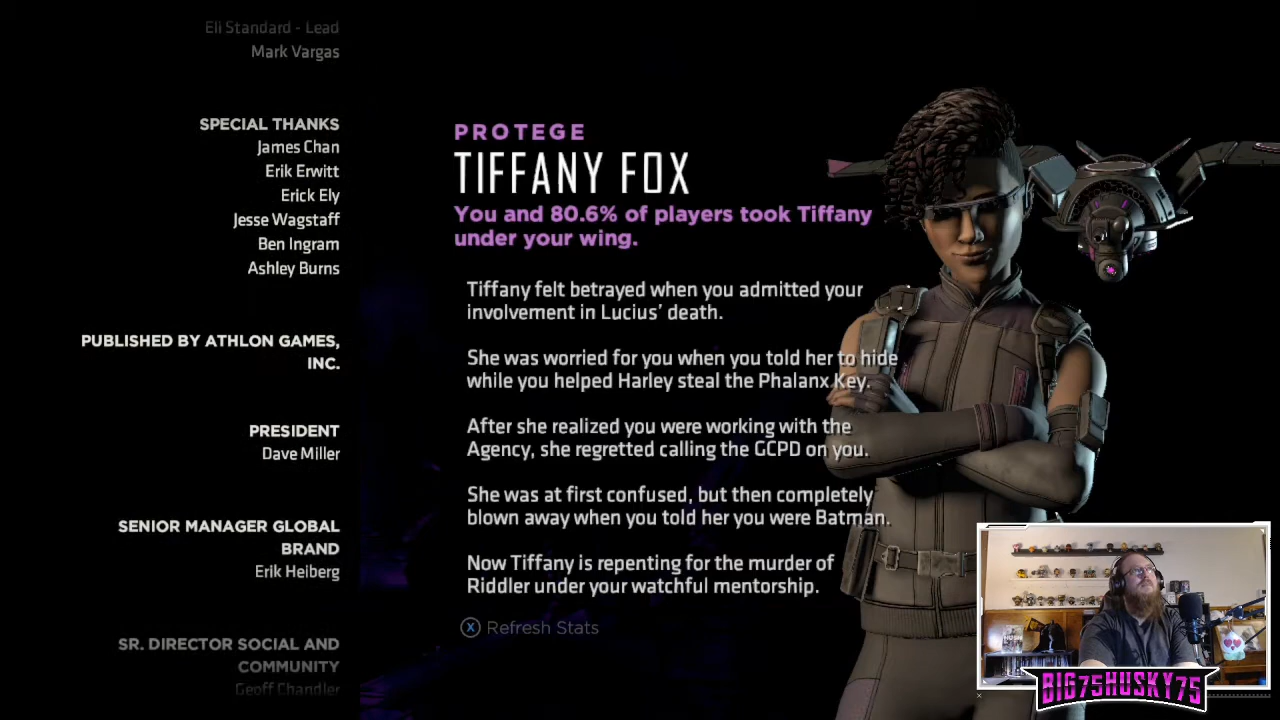 Eli Standard - Lead
Mark Vargas
SPECIAL THANKS
James Chan
Erik Erwitt
Erick Ely
Jesse Wagstaff
Ben Ingram
Ashley Burns
PUBLISHED BY ATHLON GAMES,
INC.
PRESIDENT
Dave Miller
SENIOR MANAGER GLOBAL
BRAND
Erik Heiberg
SR. DIRECTOR SOCIAL AND
COMMUNITY
Geoff Chandler
PROTEGE
TIFFANY FOX
You and 80.6% of players took Tiffany
under your wing.
Tiffany felt betrayed when you admitted your
involvement in Lucius' death.
She was worried for you when you told her to hide
while you helped Harley steal the Phalanx Key.
After she realized you were working with the
Agency, she regretted calling the GCPD on you.
She was at first confused, but then completely
blown away when you told her you were Batman.
Now Tiffany is repenting for the murder of
Riddler under your watchful mentorship.
X Refresh Stats
BIG75HUSKY75